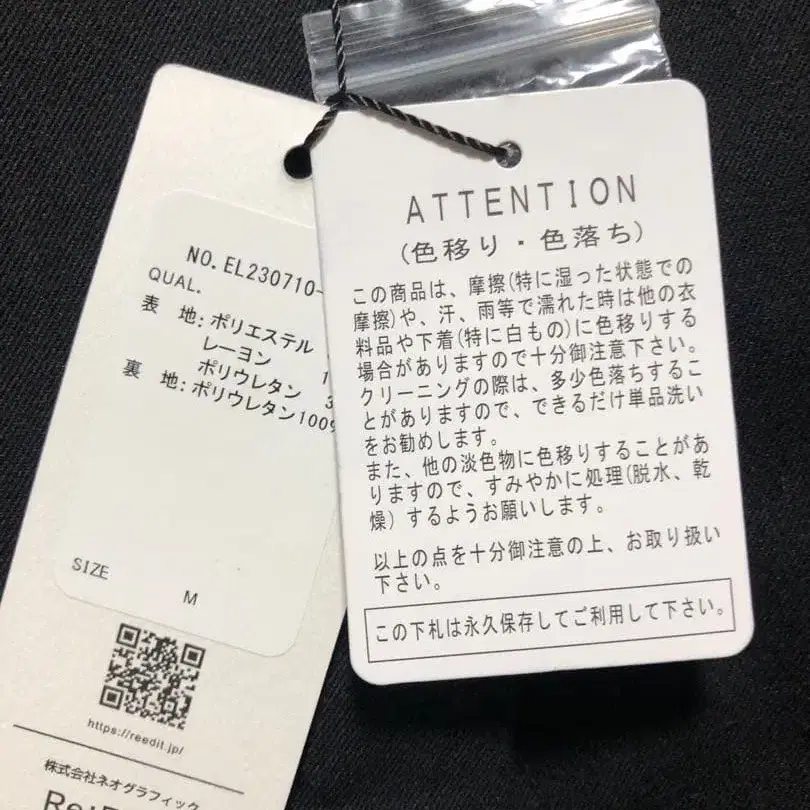 ATTENTION
(色移り・色落ち)
この商品は、摩擦(特に湿った状態での
摩擦)や、汗、雨等で濡れた時は他の衣
料品や下着(特に白もの)に色移りする
場合がありますので十分御注意下さい。
クリーニングの際は、多少色落ちするこ
とがありますので、できるだけ単品洗い
をお勧めします。
また、他の淡色物に色移りすることがあ
りますので、すみやかに処理(脱水、乾
燥)するようお願いします。
以上の点を十分御注意の上、お取り扱い
下さい。
この下札は永久保存してご利用して下さい。
NO.EL230710-
QUAL.
表 地:ポリエステル
レーヨン 1
ポリウレタン 3
裏 地:ポリウレタン100%
SIZE
M
https://reedit.jp/
株式会社ネオグラフィック